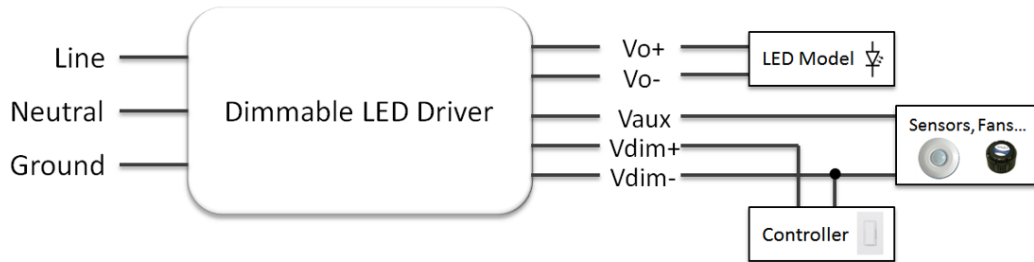 Line
Neutral
Ground
Dimmable LED Driver
Vo+
Vo-
Vaux
Vdim+
Vdim-
LED Model
Sensors, Fans...
Controller